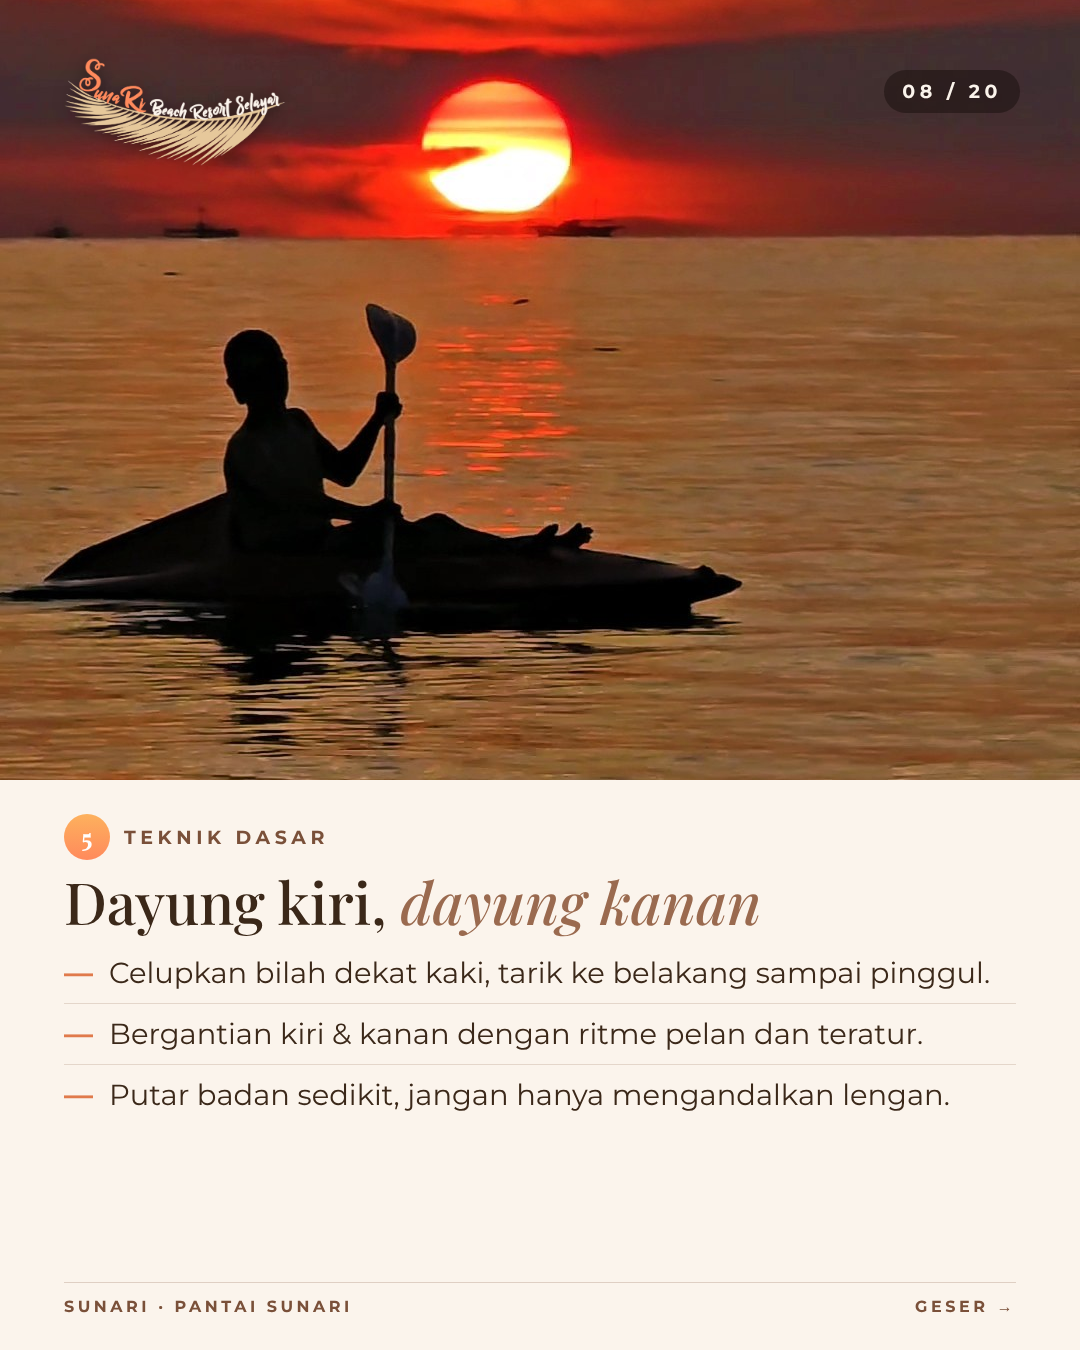 SunaRi Beach Resort Selayar
08 / 20
5 TEKNIK DASAR
Dayung kiri, dayung kanan
— Celupkan bilah dekat kaki, tarik ke belakang sampai pinggul.
— Bergantian kiri & kanan dengan ritme pelan dan teratur.
— Putar badan sedikit, jangan hanya mengandalkan lengan.
SUNARI · PANTAI SUNARI
GESER →